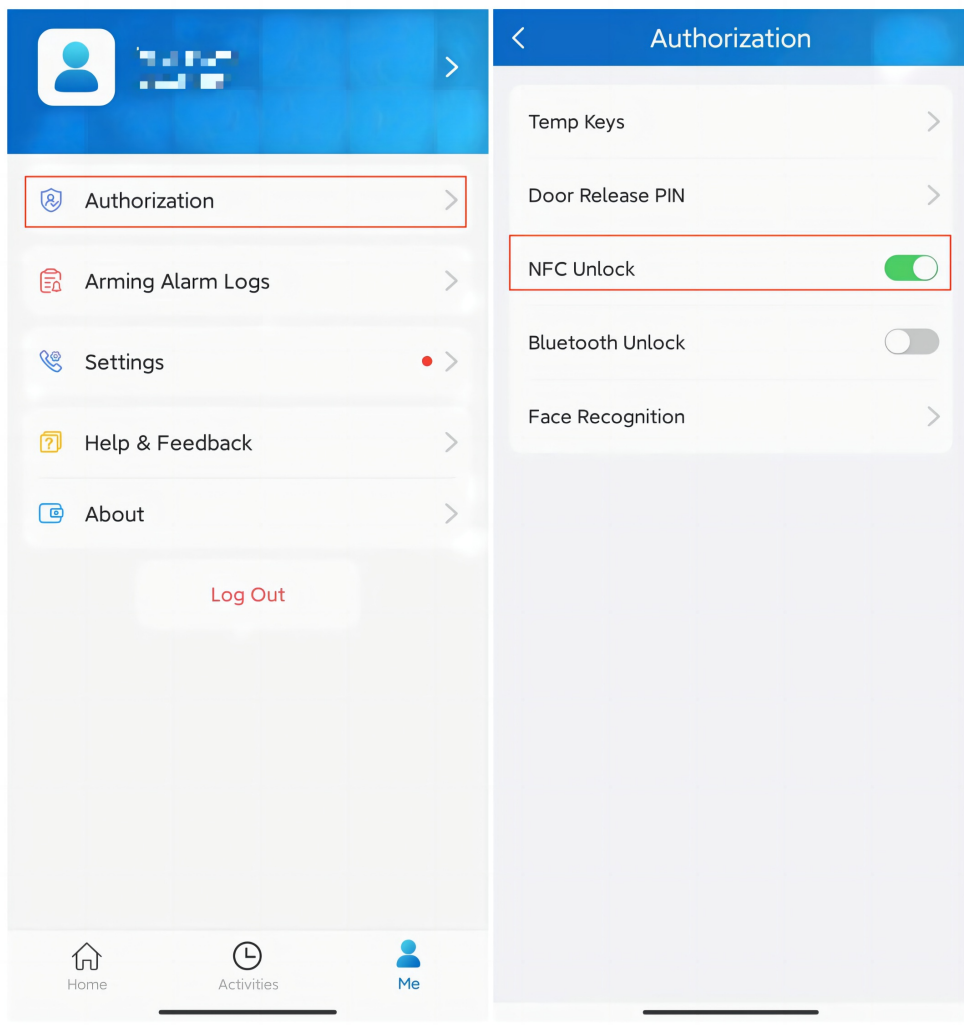 Authorization
Arming Alarm Logs
Settings
Help & Feedback
About
Log Out
Home
Activities
Me
Authorization
Temp Keys
Door Release PIN
NFC Unlock
Bluetooth Unlock
Face Recognition